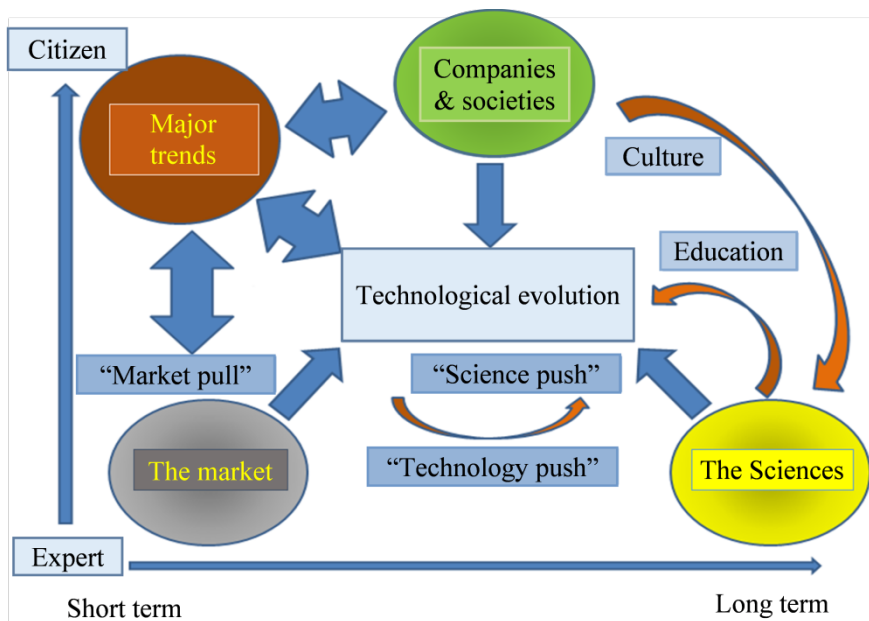 Citizen
Companies
& societies
Major
trends
Culture
Education
Technological evolution
“Market pull”
“Science push”
The market
“Technology push”
The Sciences
Expert
Short term
Long term